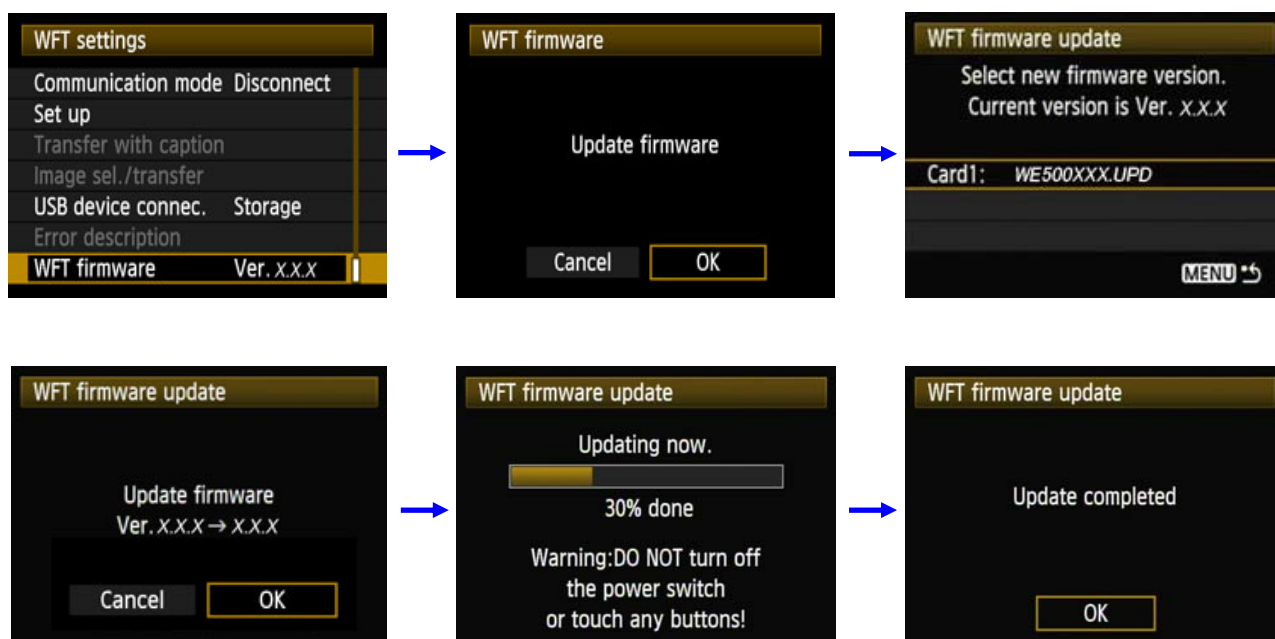 WFT settings
Communication mode Disconnect
Set up
Transfer with caption
Image sel./transfer
USB device connec. Storage
Error description
WFT firmware Ver. X.X.X
WFT firmware
Update firmware
Cancel OK
WFT firmware update
Select new firmware version.
Current version is Ver. X.X.X
Card1: WE500XXX.UPD
MENU
WFT firmware update
Update firmware
Ver. X.X.X → X.X.X
Cancel OK
WFT firmware update
Updating now.
30% done
Warning:DO NOT turn off
the power switch
or touch any buttons!
WFT firmware update
Update completed
OK